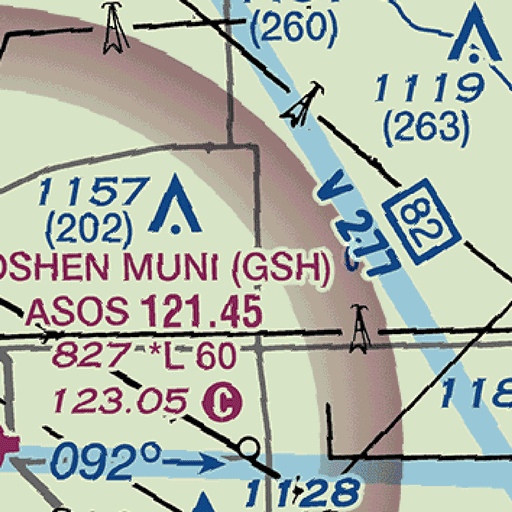 (260)
1119
(263)
1157
(202)
V 277
82
OSHEN MUNI (GSH)
ASOS 121.45
827 *L 60
123.05 C
118
092°
1128